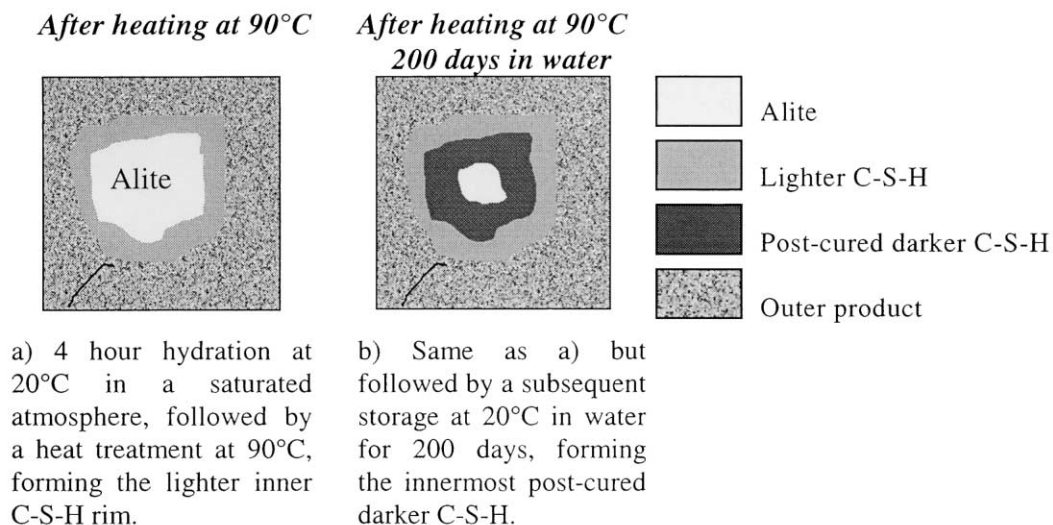 After heating at 90°C
After heating at 90°C
200 days in water
Alite
Alite
Lighter C-S-H
Post-cured darker C-S-H
Outer product
a) 4 hour hydration at
20°C in a saturated
atmosphere, followed by
a heat treatment at 90°C,
forming the lighter inner
C-S-H rim.
b) Same as a) but
followed by a subsequent
storage at 20°C in water
for 200 days, forming
the innermost post-cured
darker C-S-H.